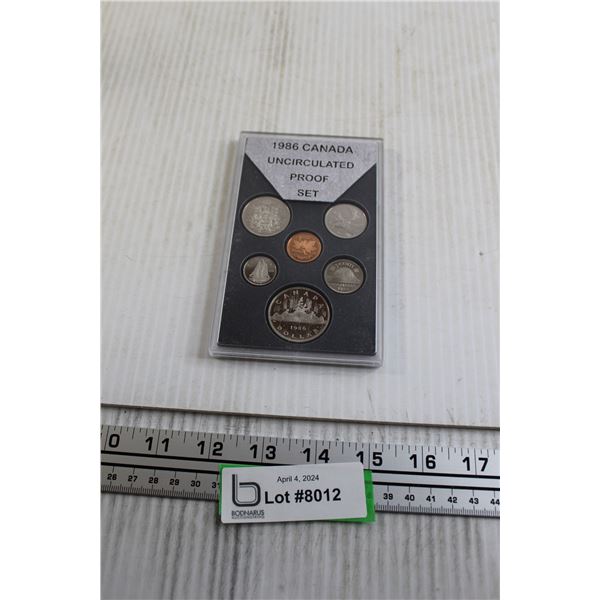 1986 CANADA
UNCIRCULATED
PROOF
SET
CANADA
1986
DOLLAR
0 11 12 13 14 15 16 17
26 27 28 29 30 31 39 40 41 42 43 44
April 4, 2024
Lot #8012
BODNARUS
AUCTIONEERING